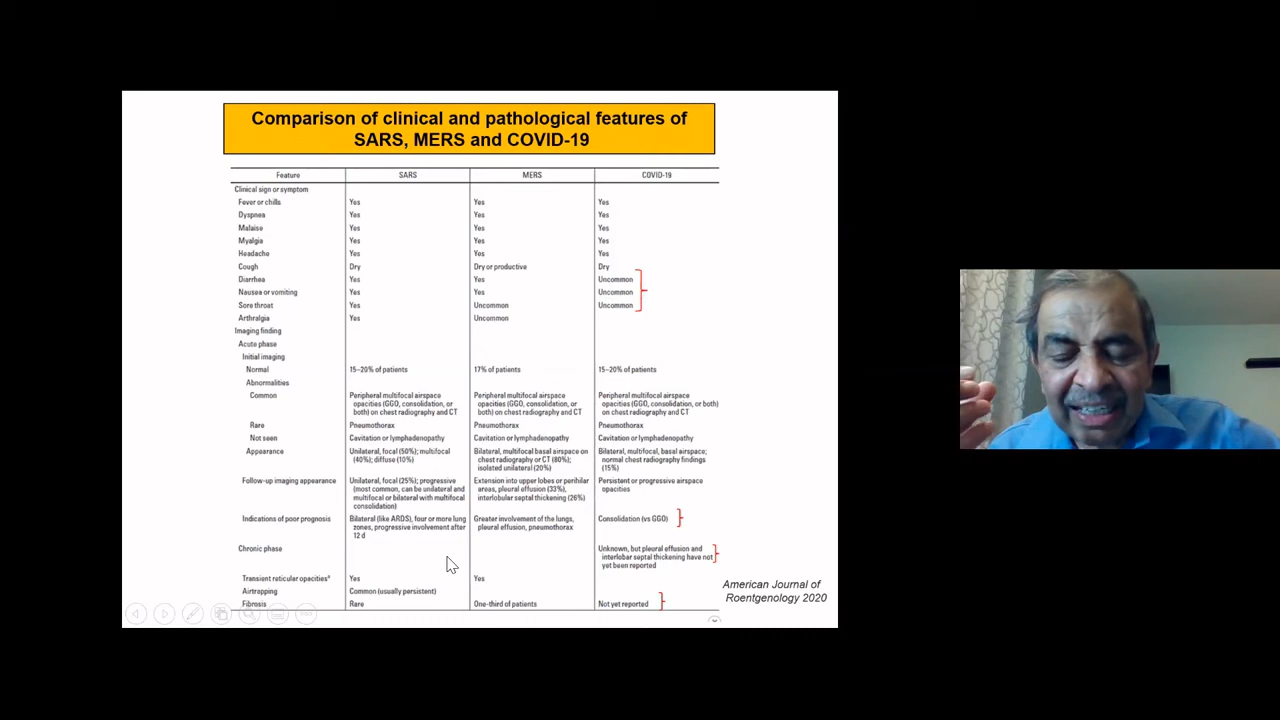 Comparison of clinical and pathological features of
SARS, MERS and COVID-19
Feature SARS MERS COVID-19
Clinical sign or symptom
Fever or chills Yes Yes Yes
Dyspnea Yes Yes Yes
Malaise Yes Yes Yes
Myalgia Yes Yes Yes
Headache Yes Yes Yes
Cough Dry Dry or productive Dry
Diarrhea Yes Yes Uncommon
Nausea or vomiting Yes Yes Uncommon
Sore throat Yes Uncommon Uncommon
Arthralgia Yes Uncommon
Imaging finding
Acute phase
Initial imaging
Normal 15–20% of patients 17% of patients 15–20% of patients
Abnormalities
Common Peripheral multifocal airspace Peripheral multifocal airspace Peripheral multifocal airspace
opacities (GGO, consolidation, or opacities (GGO, consolidation, or opacities (GGO, consolidation, or both)
both) on chest radiography and CT both) on chest radiography and CT on chest radiography and CT
Rare Pneumothorax Pneumothorax Pneumothorax
Not seen Cavitation or lymphadenopathy Cavitation or lymphadenopathy Cavitation or lymphadenopathy
Appearance Unilateral, focal (50%); multifocal Bilateral, multifocal basal airspace on Bilateral, multifocal, basal airspace;
(40%); diffuse (10%) chest radiography or CT (80%); normal chest radiography findings
isolated unilateral (20%) (15%)
Follow-up imaging appearance Unilateral, focal (25%); progressive Extension into upper lobes or perihilar Persistent or progressive airspace
(most common, can be unilateral and areas, pleural effusion (33%), opacities
multifocal or bilateral with multifocal interlobular septal thickening (26%)
consolidation)
Indications of poor prognosis Bilateral (like ARDS), four or more lung Greater involvement of the lungs, Consolidation (vs GGO)
zones, progressive involvement after pleural effusion, pneumothorax
12 d
Chronic phase Unknown, but pleural effusion and
interlobar septal thickening have not
yet been reported
Transient reticular opacitiesª Yes Yes
Airtrapping Common (usually persistent)
Fibrosis Rare One-third of patients Not yet reported
American Journal of
Roentgenology 2020